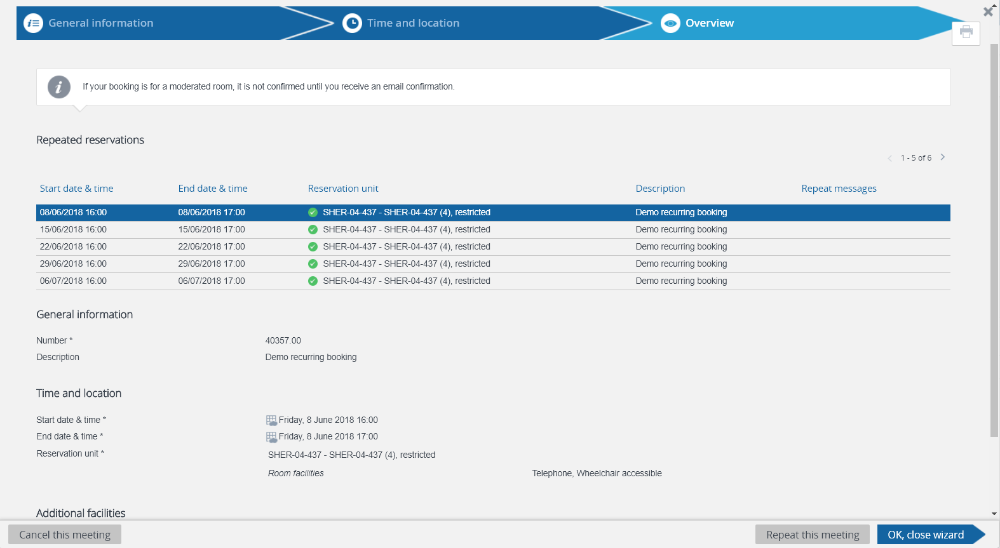 General information
Time and location
Overview
If your booking is for a moderated room, it is not confirmed until you receive an email confirmation.
Repeated reservations
1 - 5 of 6
Start date & time End date & time Reservation unit Description Repeat messages
08/06/2018 16:00 08/06/2018 17:00 SHER-04-437 - SHER-04-437 (4), restricted Demo recurring booking
15/06/2018 16:00 15/06/2018 17:00 SHER-04-437 - SHER-04-437 (4), restricted Demo recurring booking
22/06/2018 16:00 22/06/2018 17:00 SHER-04-437 - SHER-04-437 (4), restricted Demo recurring booking
29/06/2018 16:00 29/06/2018 17:00 SHER-04-437 - SHER-04-437 (4), restricted Demo recurring booking
06/07/2018 16:00 06/07/2018 17:00 SHER-04-437 - SHER-04-437 (4), restricted Demo recurring booking
General information
Number * 40357.00
Description Demo recurring booking
Time and location
Start date & time * Friday, 8 June 2018 16:00
End date & time * Friday, 8 June 2018 17:00
Reservation unit * SHER-04-437 - SHER-04-437 (4), restricted
Room facilities Telephone, Wheelchair accessible
Additional facilities
Cancel this meeting Repeat this meeting OK, close wizard